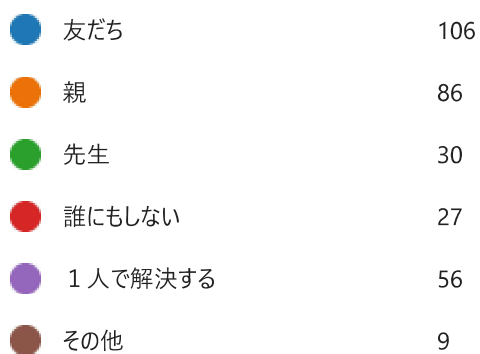 友だち 106
親 86
先生 30
誰にもしない 27
１人で解決する 56
その他 9